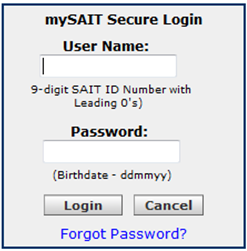 mySAIT Secure Login
User Name:
9-digit SAIT ID Number with
Leading 0's)
Password:
(Birthdate - ddmmyy)
Login Cancel
Forgot Password?